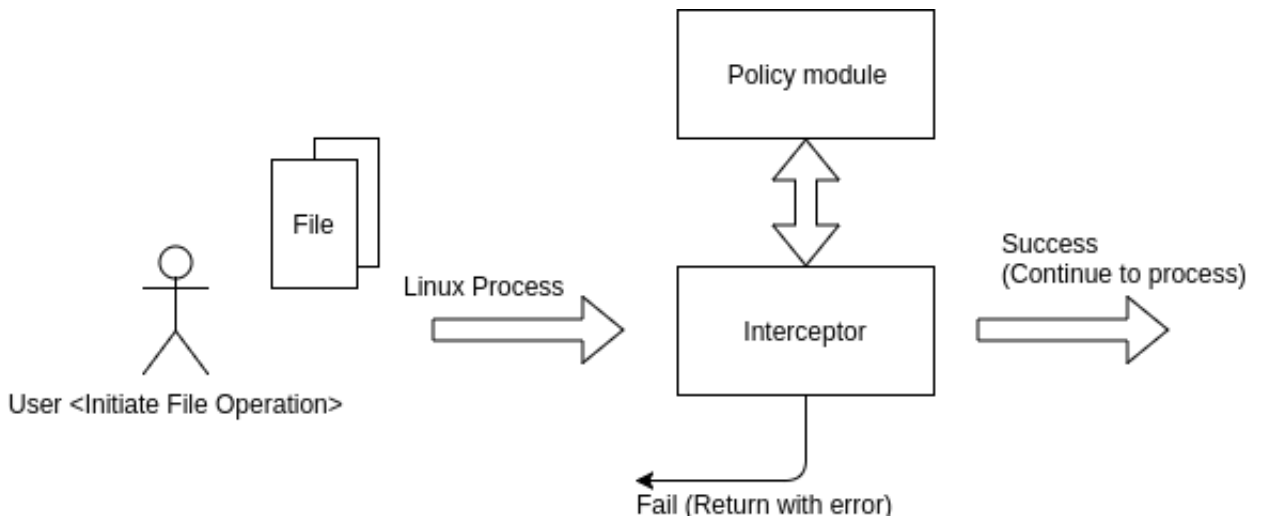 Policy module
File
Success
(Continue to process)
Linux Process
Interceptor
User <Initiate File Operation>
Fail (Return with error)